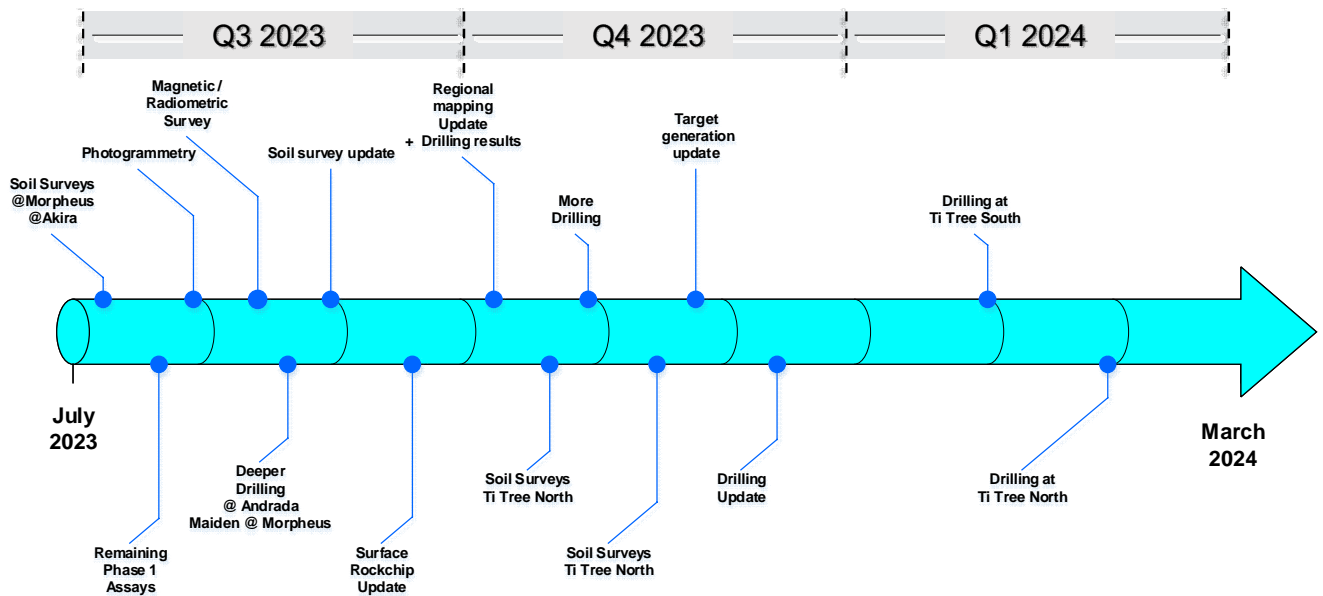 Q3 2023
Q4 2023
Q1 2024
Magnetic /
Radiometric
Survey
Regional
mapping
Update
+ Drilling results
Target
generation
update
Photogrammetry
Soil survey update
Soil Surveys
@Morpheus
@Akira
More
Drilling
Drilling at
Ti Tree South
July
2023
March
2024
Deeper
Drilling
@ Andrada
Maiden @ Morpheus
Soil Surveys
Ti Tree North
Drilling
Update
Drilling at
Ti Tree North
Remaining
Phase 1
Assays
Surface
Rockchip
Update
Soil Surveys
Ti Tree North